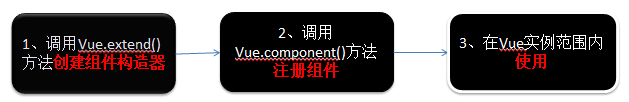 1、调用Vue.extend()
方法创建组件构造器
2、调用
Vue.component()方法
注册组件
3、在Vue实例范围内
使用